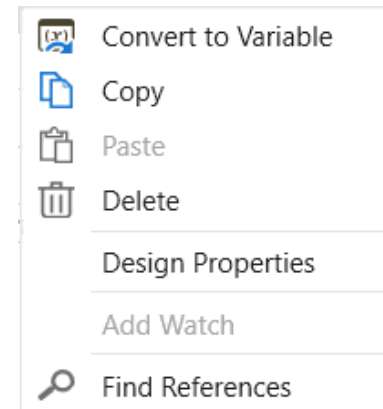 (x)
Convert to Variable
Copy
Paste
Delete
Design Properties
Add Watch
Find References